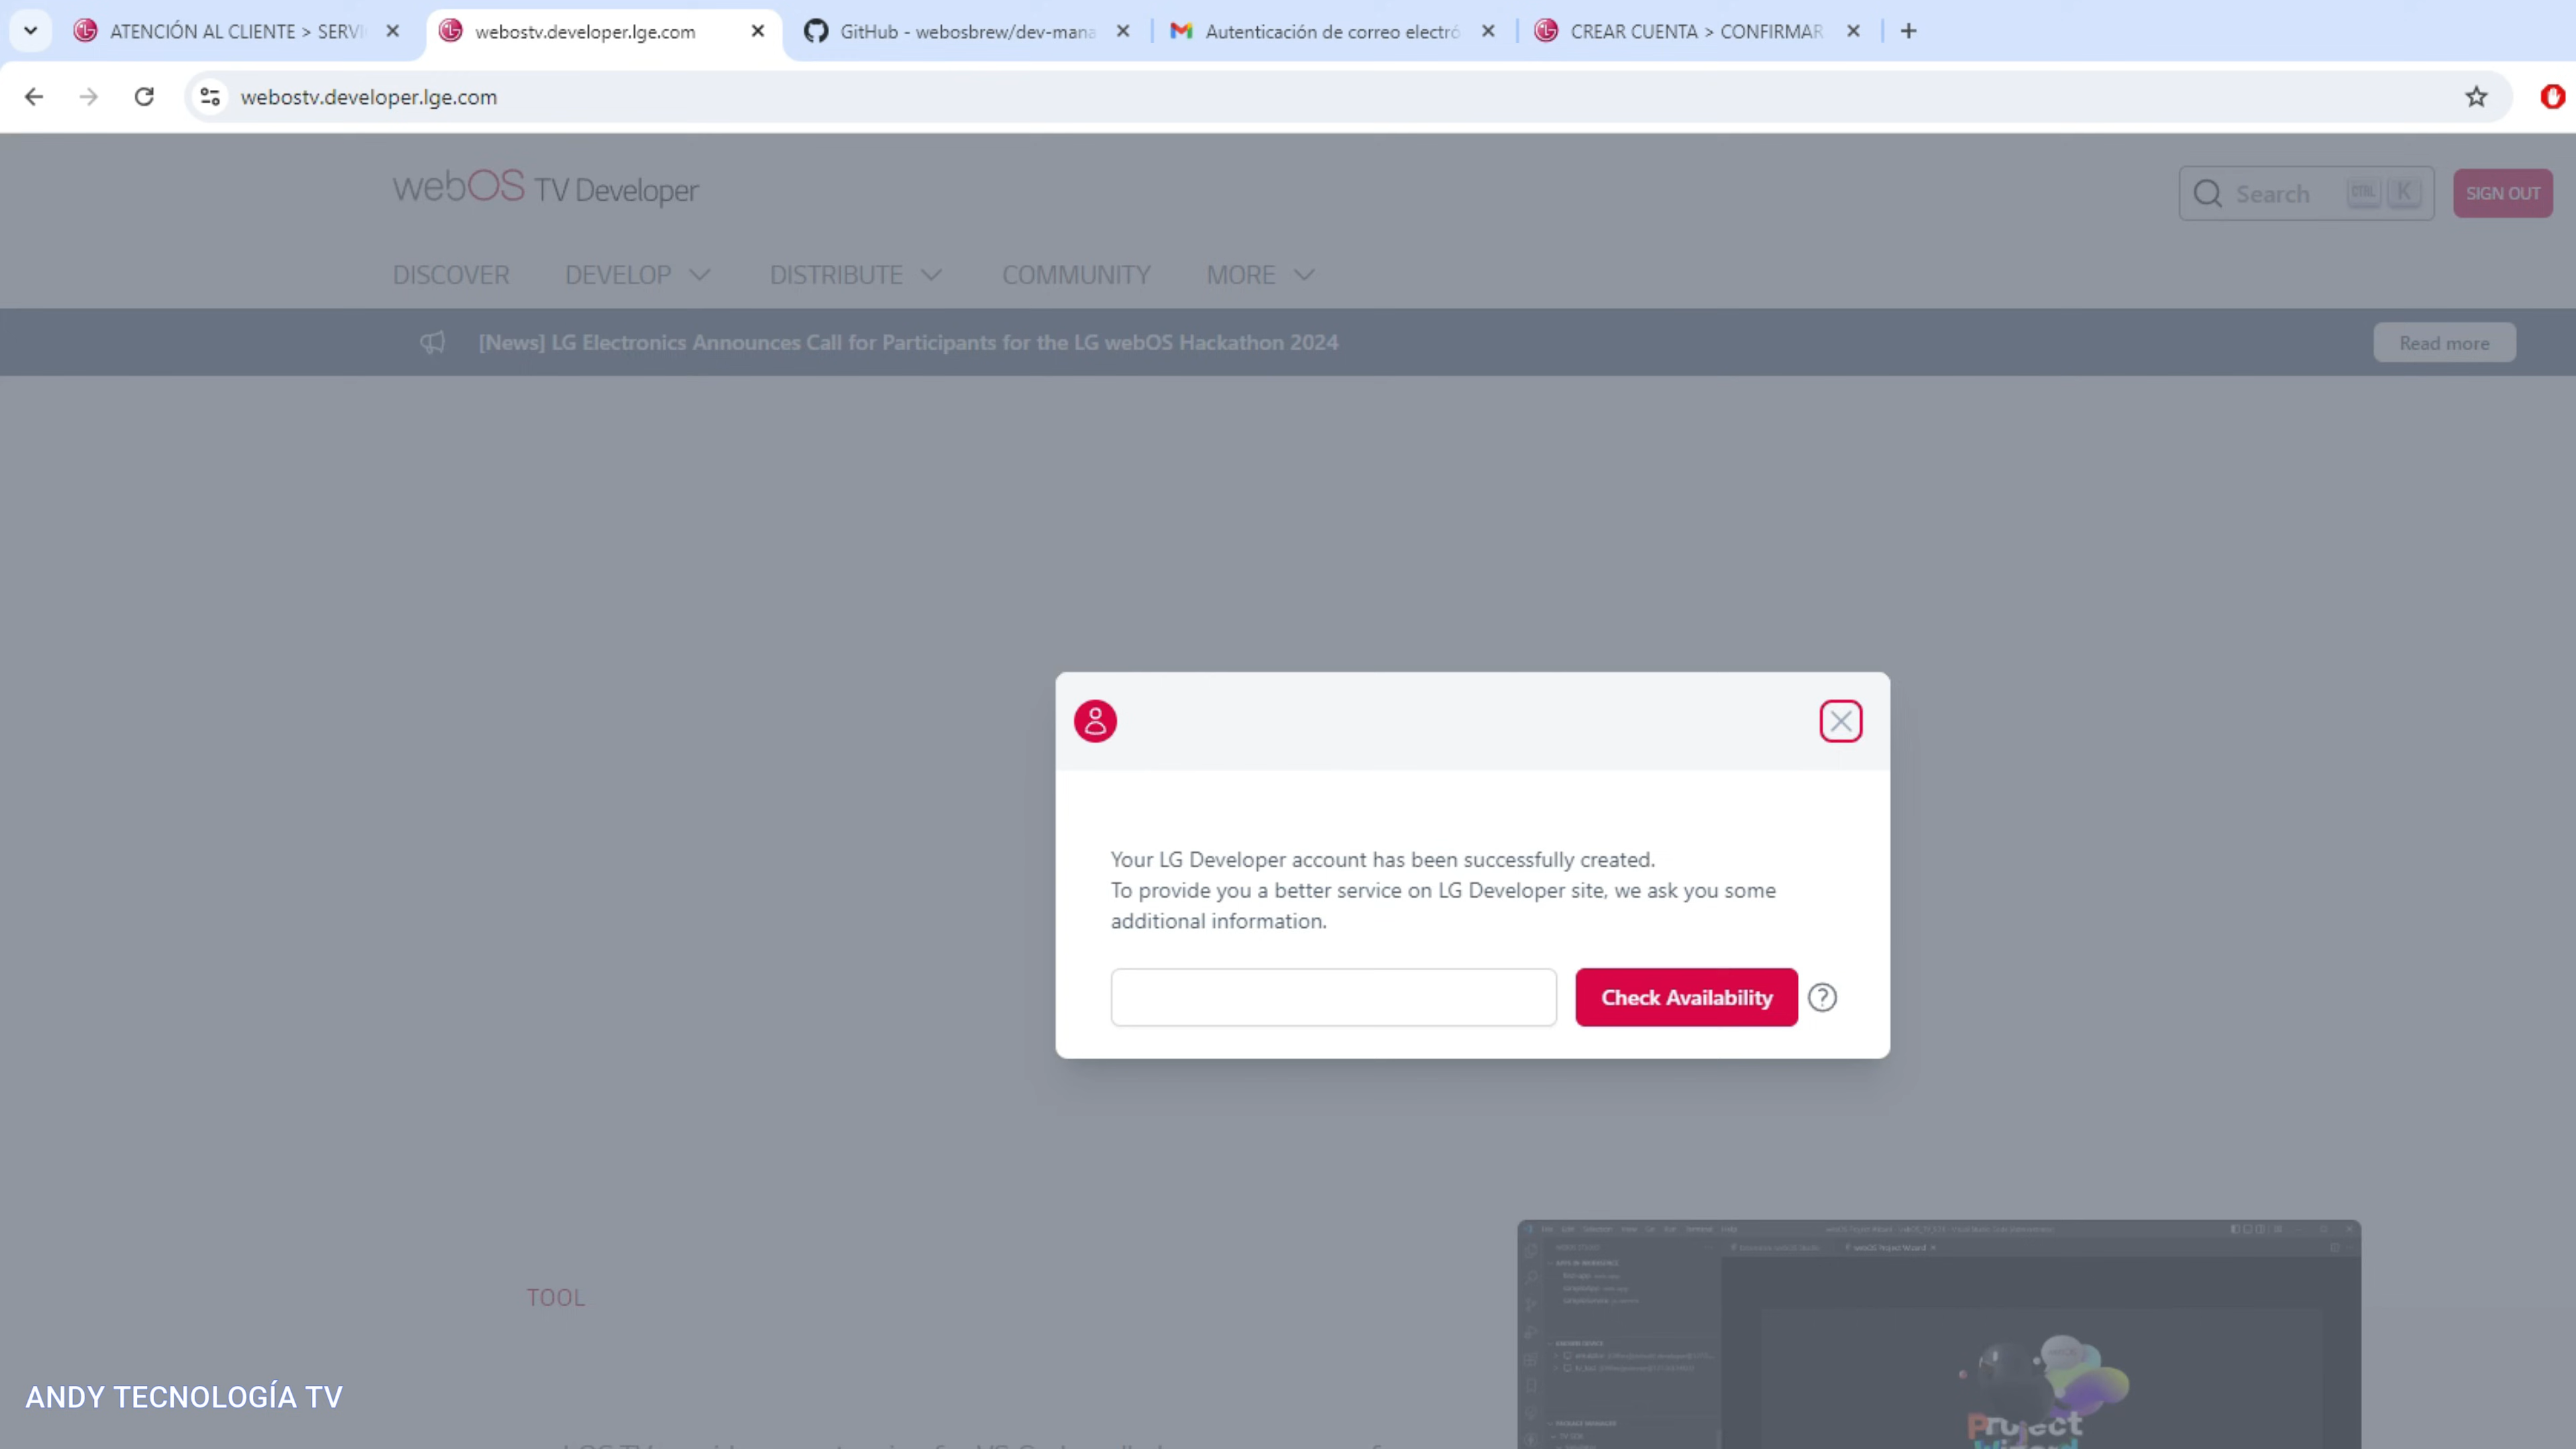 ATENCIÓN AL CLIENTE > SERVI
webostv.developer.lge.com
GitHub - webosbrew/dev-mana
Autenticación de correo electró
CREAR CUENTA > CONFIRMAR
webostv.developer.lge.com
webOS TV Developer
Search
CTRL K
SIGN OUT
DISCOVER
DEVELOP
DISTRIBUTE
COMMUNITY
MORE
[News] LG Electronics Announces Call for Participants for the LG webOS Hackathon 2024
Read more
Your LG Developer account has been successfully created.
To provide you a better service on LG Developer site, we ask you some
additional information.
Check Availability
TOOL
Project
ANDY TECNOLOGÍA TV